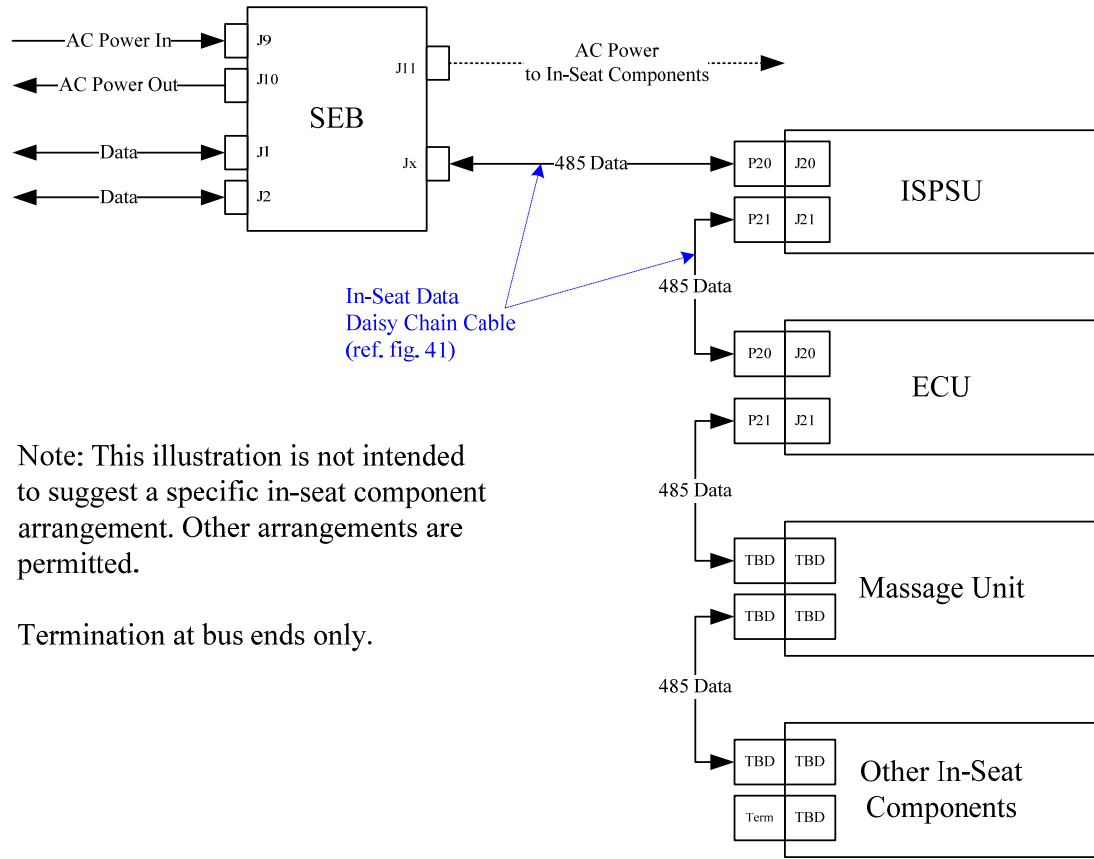 AC Power In
J9
AC Power Out
J10
J11
AC Power
to In-Seat Components
SEB
Data
J1
Data
J2
Jx
485 Data
P20
J20
P21
J21
ISPSU
485 Data
In-Seat Data
Daisy Chain Cable
(ref. fig. 41)
P20
J20
P21
J21
ECU
Note: This illustration is not intended
to suggest a specific in-seat component
arrangement. Other arrangements are
permitted.
Termination at bus ends only.
485 Data
TBD
TBD
TBD
TBD
Massage Unit
485 Data
TBD
TBD
Term
TBD
Other In-Seat
Components